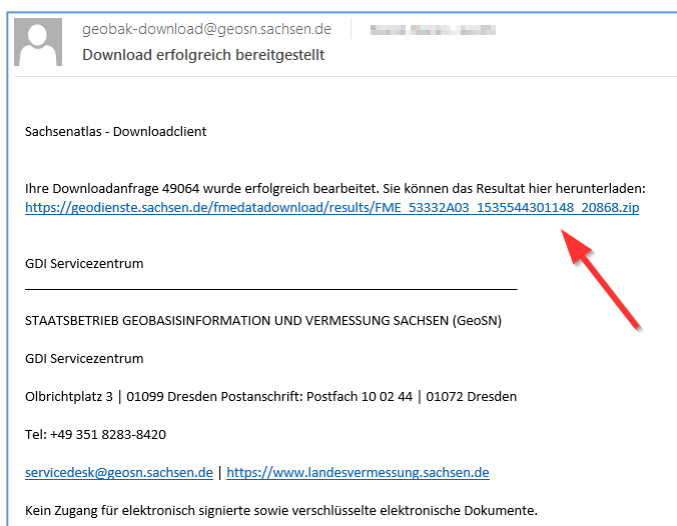 geobak-download@geosn.sachsen.de
Download erfolgreich bereitgestellt
Sachsenatlas - Downloadclient
Ihre Downloadanfrage 49064 wurde erfolgreich bearbeitet. Sie können das Resultat hier herunterladen:
https://geodienste.sachsen.de/fmedatadownload/results/FME_53332A03_1535544301148_20868.zip
GDI Servicezentrum
STAATSBETRIEB GEOBASISINFORMATION UND VERMESSUNG SACHSEN (GeoSN)
GDI Servicezentrum
Olbrichtplatz 3 | 01099 Dresden Postanschrift: Postfach 10 02 44 | 01072 Dresden
Tel: +49 351 8283-8420
servicedesk@geosn.sachsen.de | https://www.landesvermessung.sachsen.de
Kein Zugang für elektronisch signierte sowie verschlüsselte elektronische Dokumente.